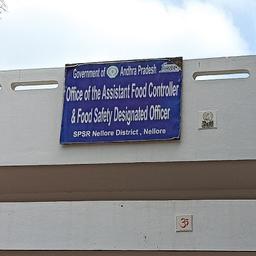 Government of Andhra Pradesh
Office of the Assistant Food Controller
& Food Safety Designated Officer
SPSR Nellore District , Nellore
ॐ